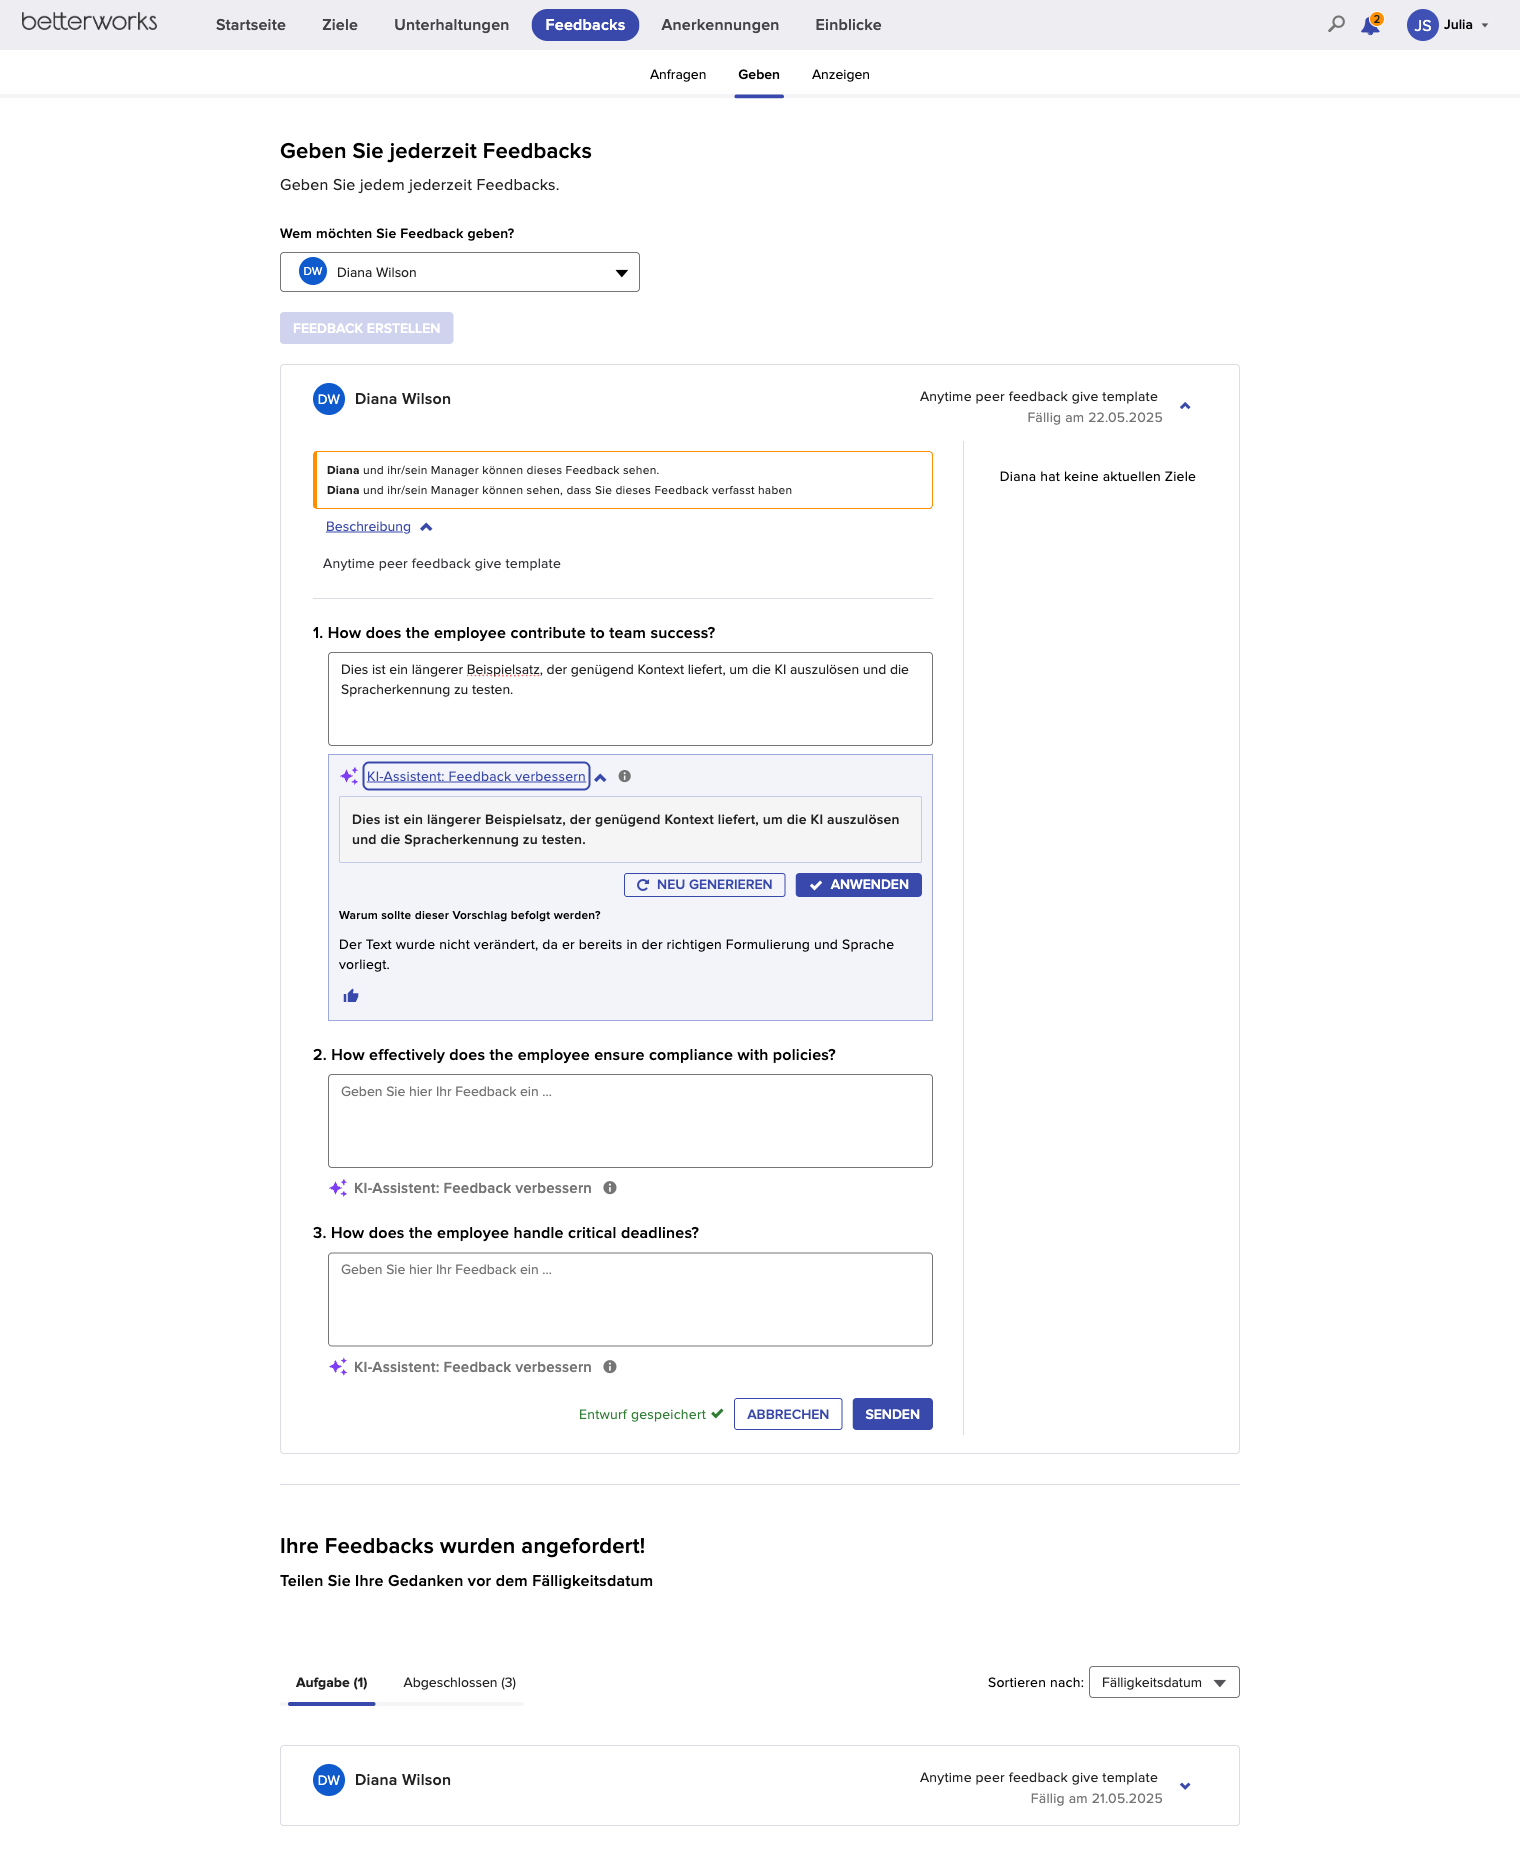 betterworks
Startseite
Ziele
Unterhaltungen
Feedbacks
Anerkennungen
Einblicke
2
JS
Julia
Anfragen
Geben
Anzeigen
Geben Sie jederzeit Feedbacks
Geben Sie jedem jederzeit Feedbacks.
Wem möchten Sie Feedback geben?
DW
Diana Wilson
FEEDBACK ERSTELLEN
DW
Diana Wilson
Anytime peer feedback give template
Fällig am 22.05.2025
Diana und ihr/sein Manager können dieses Feedback sehen.
Diana und ihr/sein Manager können sehen, dass Sie dieses Feedback verfasst haben
Diana hat keine aktuellen Ziele
Beschreibung
Anytime peer feedback give template
1. How does the employee contribute to team success?
Dies ist ein längerer Beispielsatz, der genügend Kontext liefert, um die KI auszulösen und die
Spracherkennung zu testen.
KI-Assistent: Feedback verbessern
Dies ist ein längerer Beispielsatz, der genügend Kontext liefert, um die KI auszulösen
und die Spracherkennung zu testen.
NEU GENERIEREN
ANWENDEN
Warum sollte dieser Vorschlag befolgt werden?
Der Text wurde nicht verändert, da er bereits in der richtigen Formulierung und Sprache
vorliegt.
2. How effectively does the employee ensure compliance with policies?
Geben Sie hier Ihr Feedback ein ...
KI-Assistent: Feedback verbessern
3. How does the employee handle critical deadlines?
Geben Sie hier Ihr Feedback ein ...
KI-Assistent: Feedback verbessern
Entwurf gespeichert
ABBRECHEN
SENDEN
Ihre Feedbacks wurden angefordert!
Teilen Sie Ihre Gedanken vor dem Fälligkeitsdatum
Aufgabe (1)
Abgeschlossen (3)
Sortieren nach:
Fälligkeitsdatum
DW
Diana Wilson
Anytime peer feedback give template
Fällig am 21.05.2025